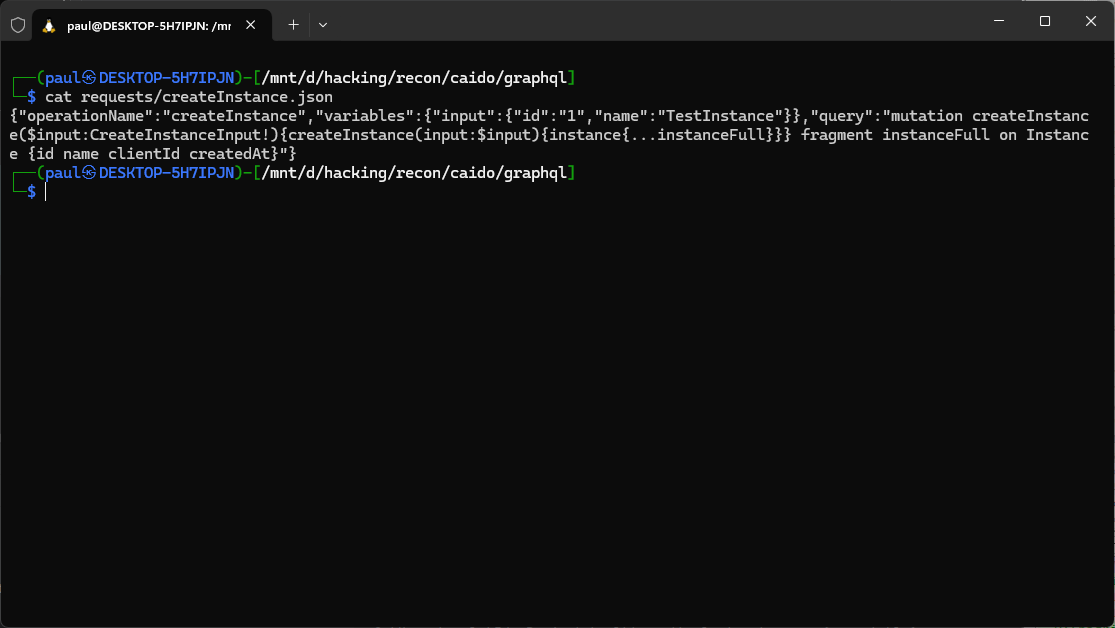 paul@DESKTOP-5H7IPJN: /mr
┌──(paul㉿DESKTOP-5H7IPJN)-[/mnt/d/hacking/recon/caido/graphql]
└─$ cat requests/createInstance.json
{"operationName":"createInstance","variables":{"input":{"id":"1","name":"TestInstance"}},"query":"mutation createInstanc
e($input:CreateInstanceInput!){createInstance(input:$input){instance{...instanceFull}}} fragment instanceFull on Instanc
e {id name clientId createdAt}"}
┌──(paul㉿DESKTOP-5H7IPJN)-[/mnt/d/hacking/recon/caido/graphql]
└─$